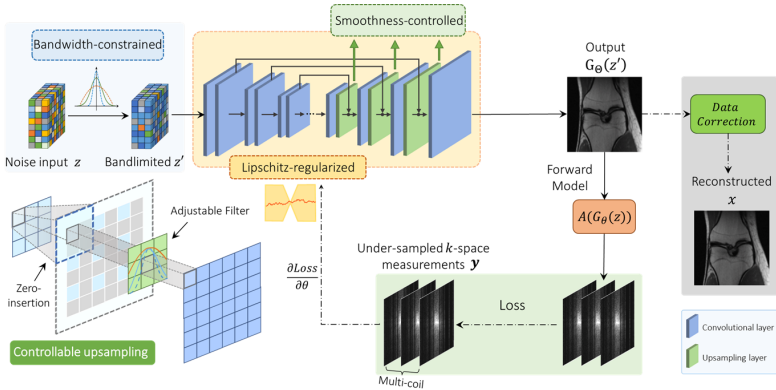 Bandwidth-constrained
Noise input z
Bandlimited z′
Smoothness-controlled
Lipschitz-regularized
Output
G_Θ(z′)
Data
Correction
Reconstructed
x
Forward
Model
A(G_θ(z))
Under-sampled k-space
measurements y
∂Loss
∂θ
Loss
Multi-coil
Adjustable Filter
Zero-
insertion
Controllable upsampling
Convolutional layer
Upsampling layer